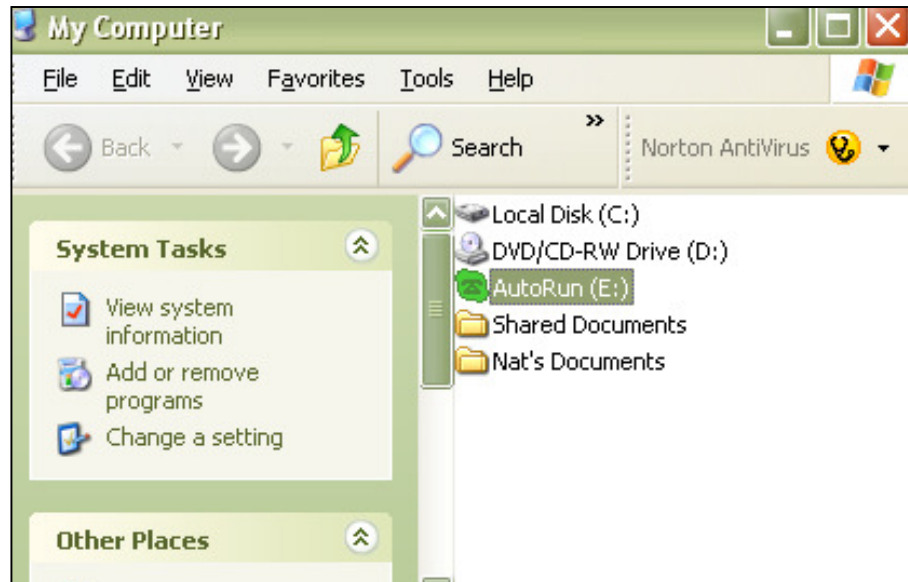 My Computer
File Edit View Favorites Tools Help
Back Search » Norton AntiVirus
System Tasks
View system
information
Add or remove
programs
Change a setting
Other Places
Local Disk (C:)
DVD/CD-RW Drive (D:)
AutoRun (E:)
Shared Documents
Nat's Documents